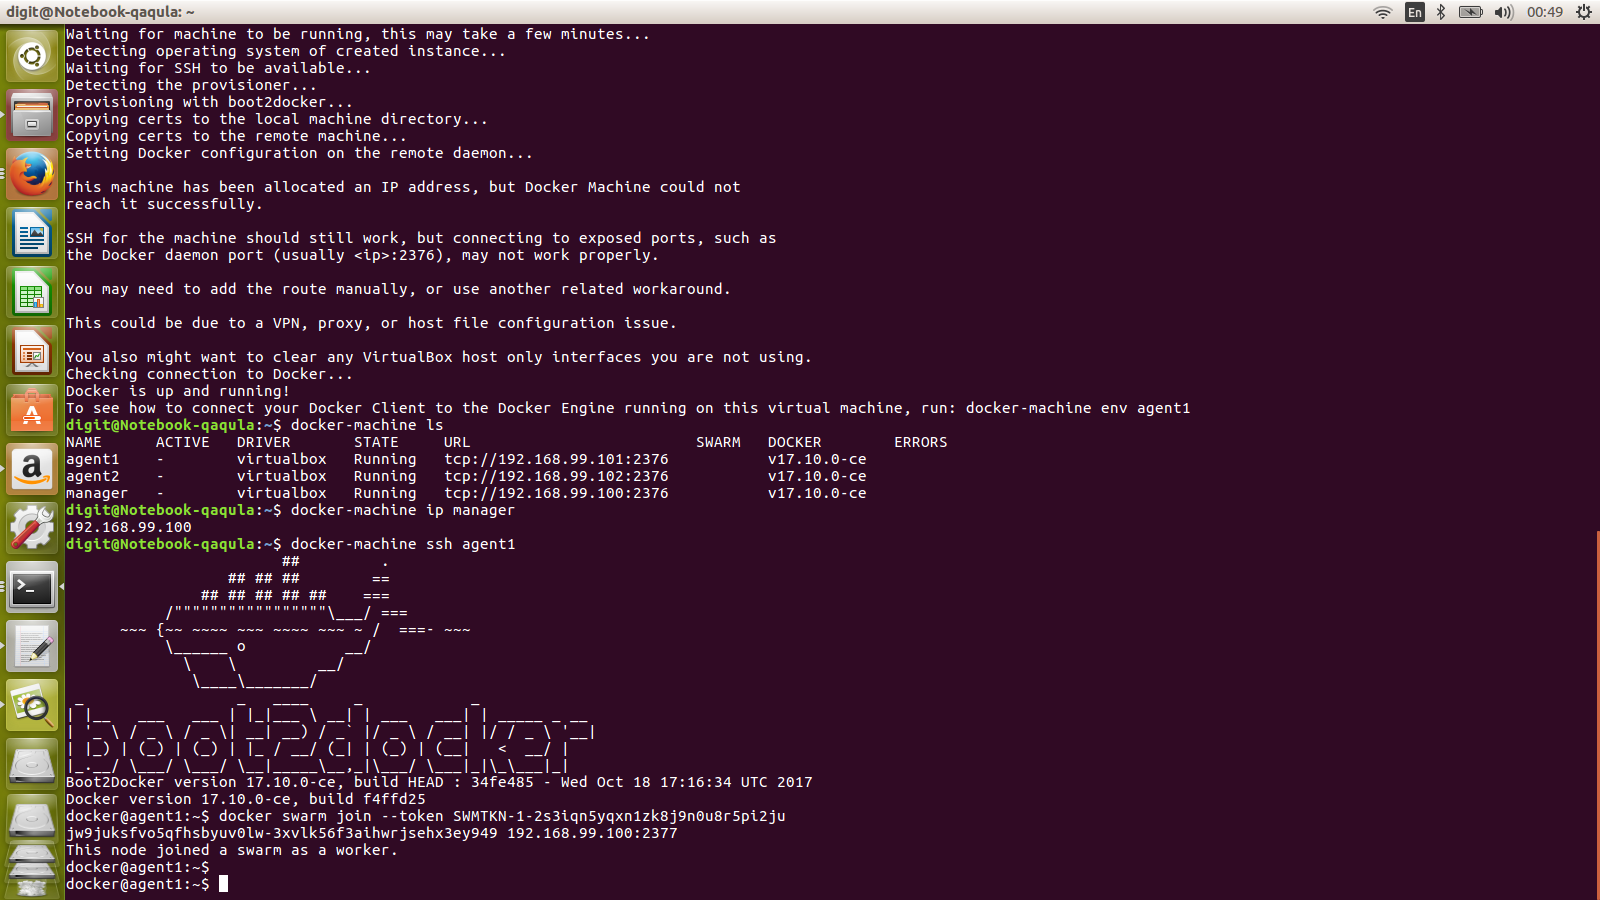 digit@Notebook-qaqula: ~
En
00:49
Waiting for machine to be running, this may take a few minutes...
Detecting operating system of created instance...
Waiting for SSH to be available...
Detecting the provisioner...
Provisioning with boot2docker...
Copying certs to the local machine directory...
Copying certs to the remote machine...
Setting Docker configuration on the remote daemon...
This machine has been allocated an IP address, but Docker Machine could not
reach it successfully.
SSH for the machine should still work, but connecting to exposed ports, such as
the Docker daemon port (usually <ip>:2376), may not work properly.
You may need to add the route manually, or use another related workaround.
This could be due to a VPN, proxy, or host file configuration issue.
You also might want to clear any VirtualBox host only interfaces you are not using.
Checking connection to Docker...
Docker is up and running!
To see how to connect your Docker Client to the Docker Engine running on this virtual machine, run: docker-machine env agent1
digit@Notebook-qaqula:~$ docker-machine ls
NAME      ACTIVE   DRIVER       STATE     URL                         SWARM   DOCKER        ERRORS
agent1    -        virtualbox   Running   tcp://192.168.99.101:2376           v17.10.0-ce
agent2    -        virtualbox   Running   tcp://192.168.99.102:2376           v17.10.0-ce
manager   -        virtualbox   Running   tcp://192.168.99.100:2376           v17.10.0-ce
digit@Notebook-qaqula:~$ docker-machine ip manager
192.168.99.100
digit@Notebook-qaqula:~$ docker-machine ssh agent1
boot2docker
Boot2Docker version 17.10.0-ce, build HEAD : 34fe485 - Wed Oct 18 17:16:34 UTC 2017
Docker version 17.10.0-ce, build f4ffd25
docker@agent1:~$ docker swarm join --token SWMTKN-1-2s3iqn5yqxn1zk8j9n0u8r5pi2ju
jw9juksfvo5qfhsbyuv0lw-3xvlk56f3aihwrjsehx3ey949 192.168.99.100:2377
This node joined a swarm as a worker.
docker@agent1:~$
docker@agent1:~$